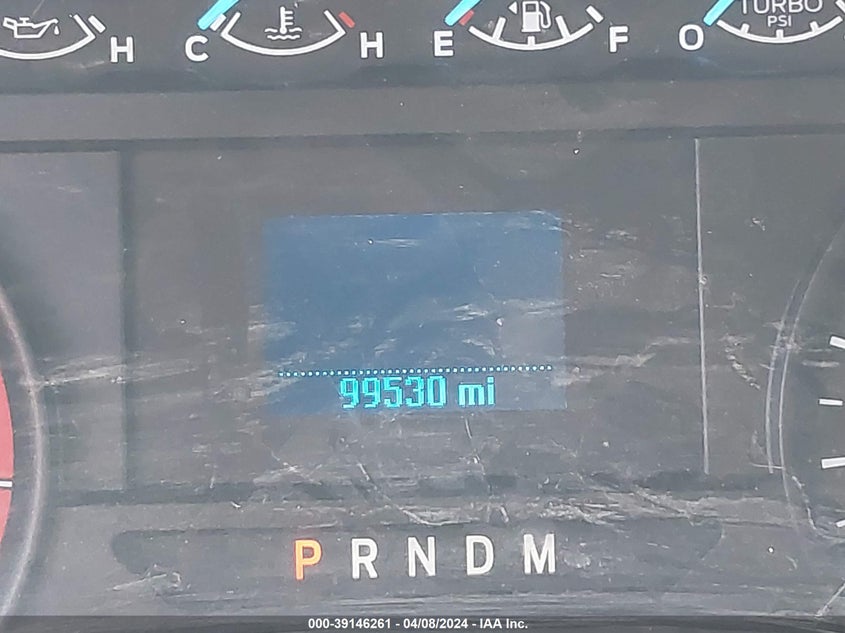 H C H E F O TURBO
PSI
99530 mi
P R N D M
000-39146261 - 04/08/2024 - IAA Inc.